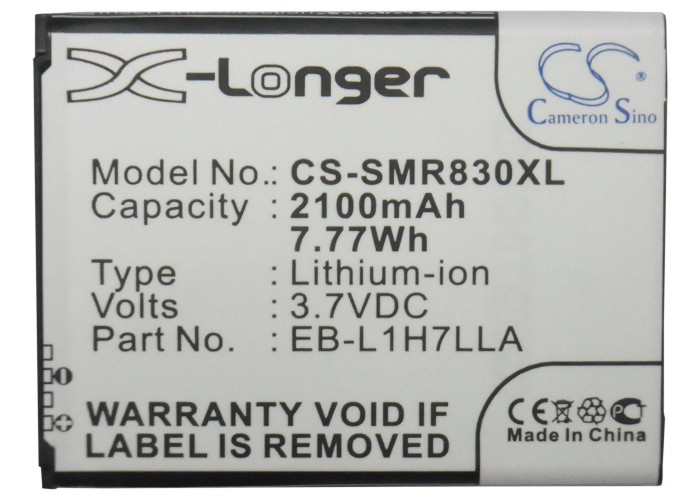 X-Longer
CS
Cameron Sino
Model No.: CS-SMR830XL
Capacity : 2100mAh
7.77Wh
Type : Lithium-ion
Volts : 3.7VDC
Part No. : EB-L1H7LLA
WARRANTY VOID IF
LABEL IS REMOVED
CE PCT
Made In China